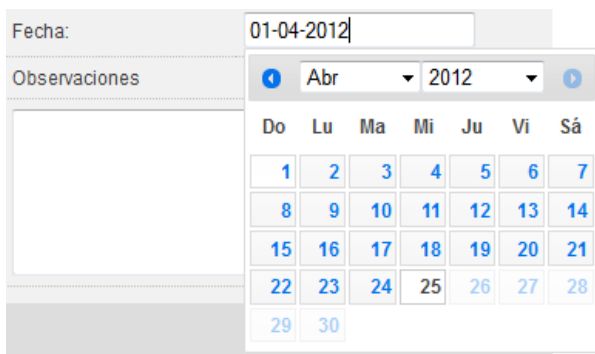 Fecha: 01-04-2012
Observaciones
Abr 2012
Do Lu Ma Mi Ju Vi Sá
1 2 3 4 5 6 7
8 9 10 11 12 13 14
15 16 17 18 19 20 21
22 23 24 25 26 27 28
29 30